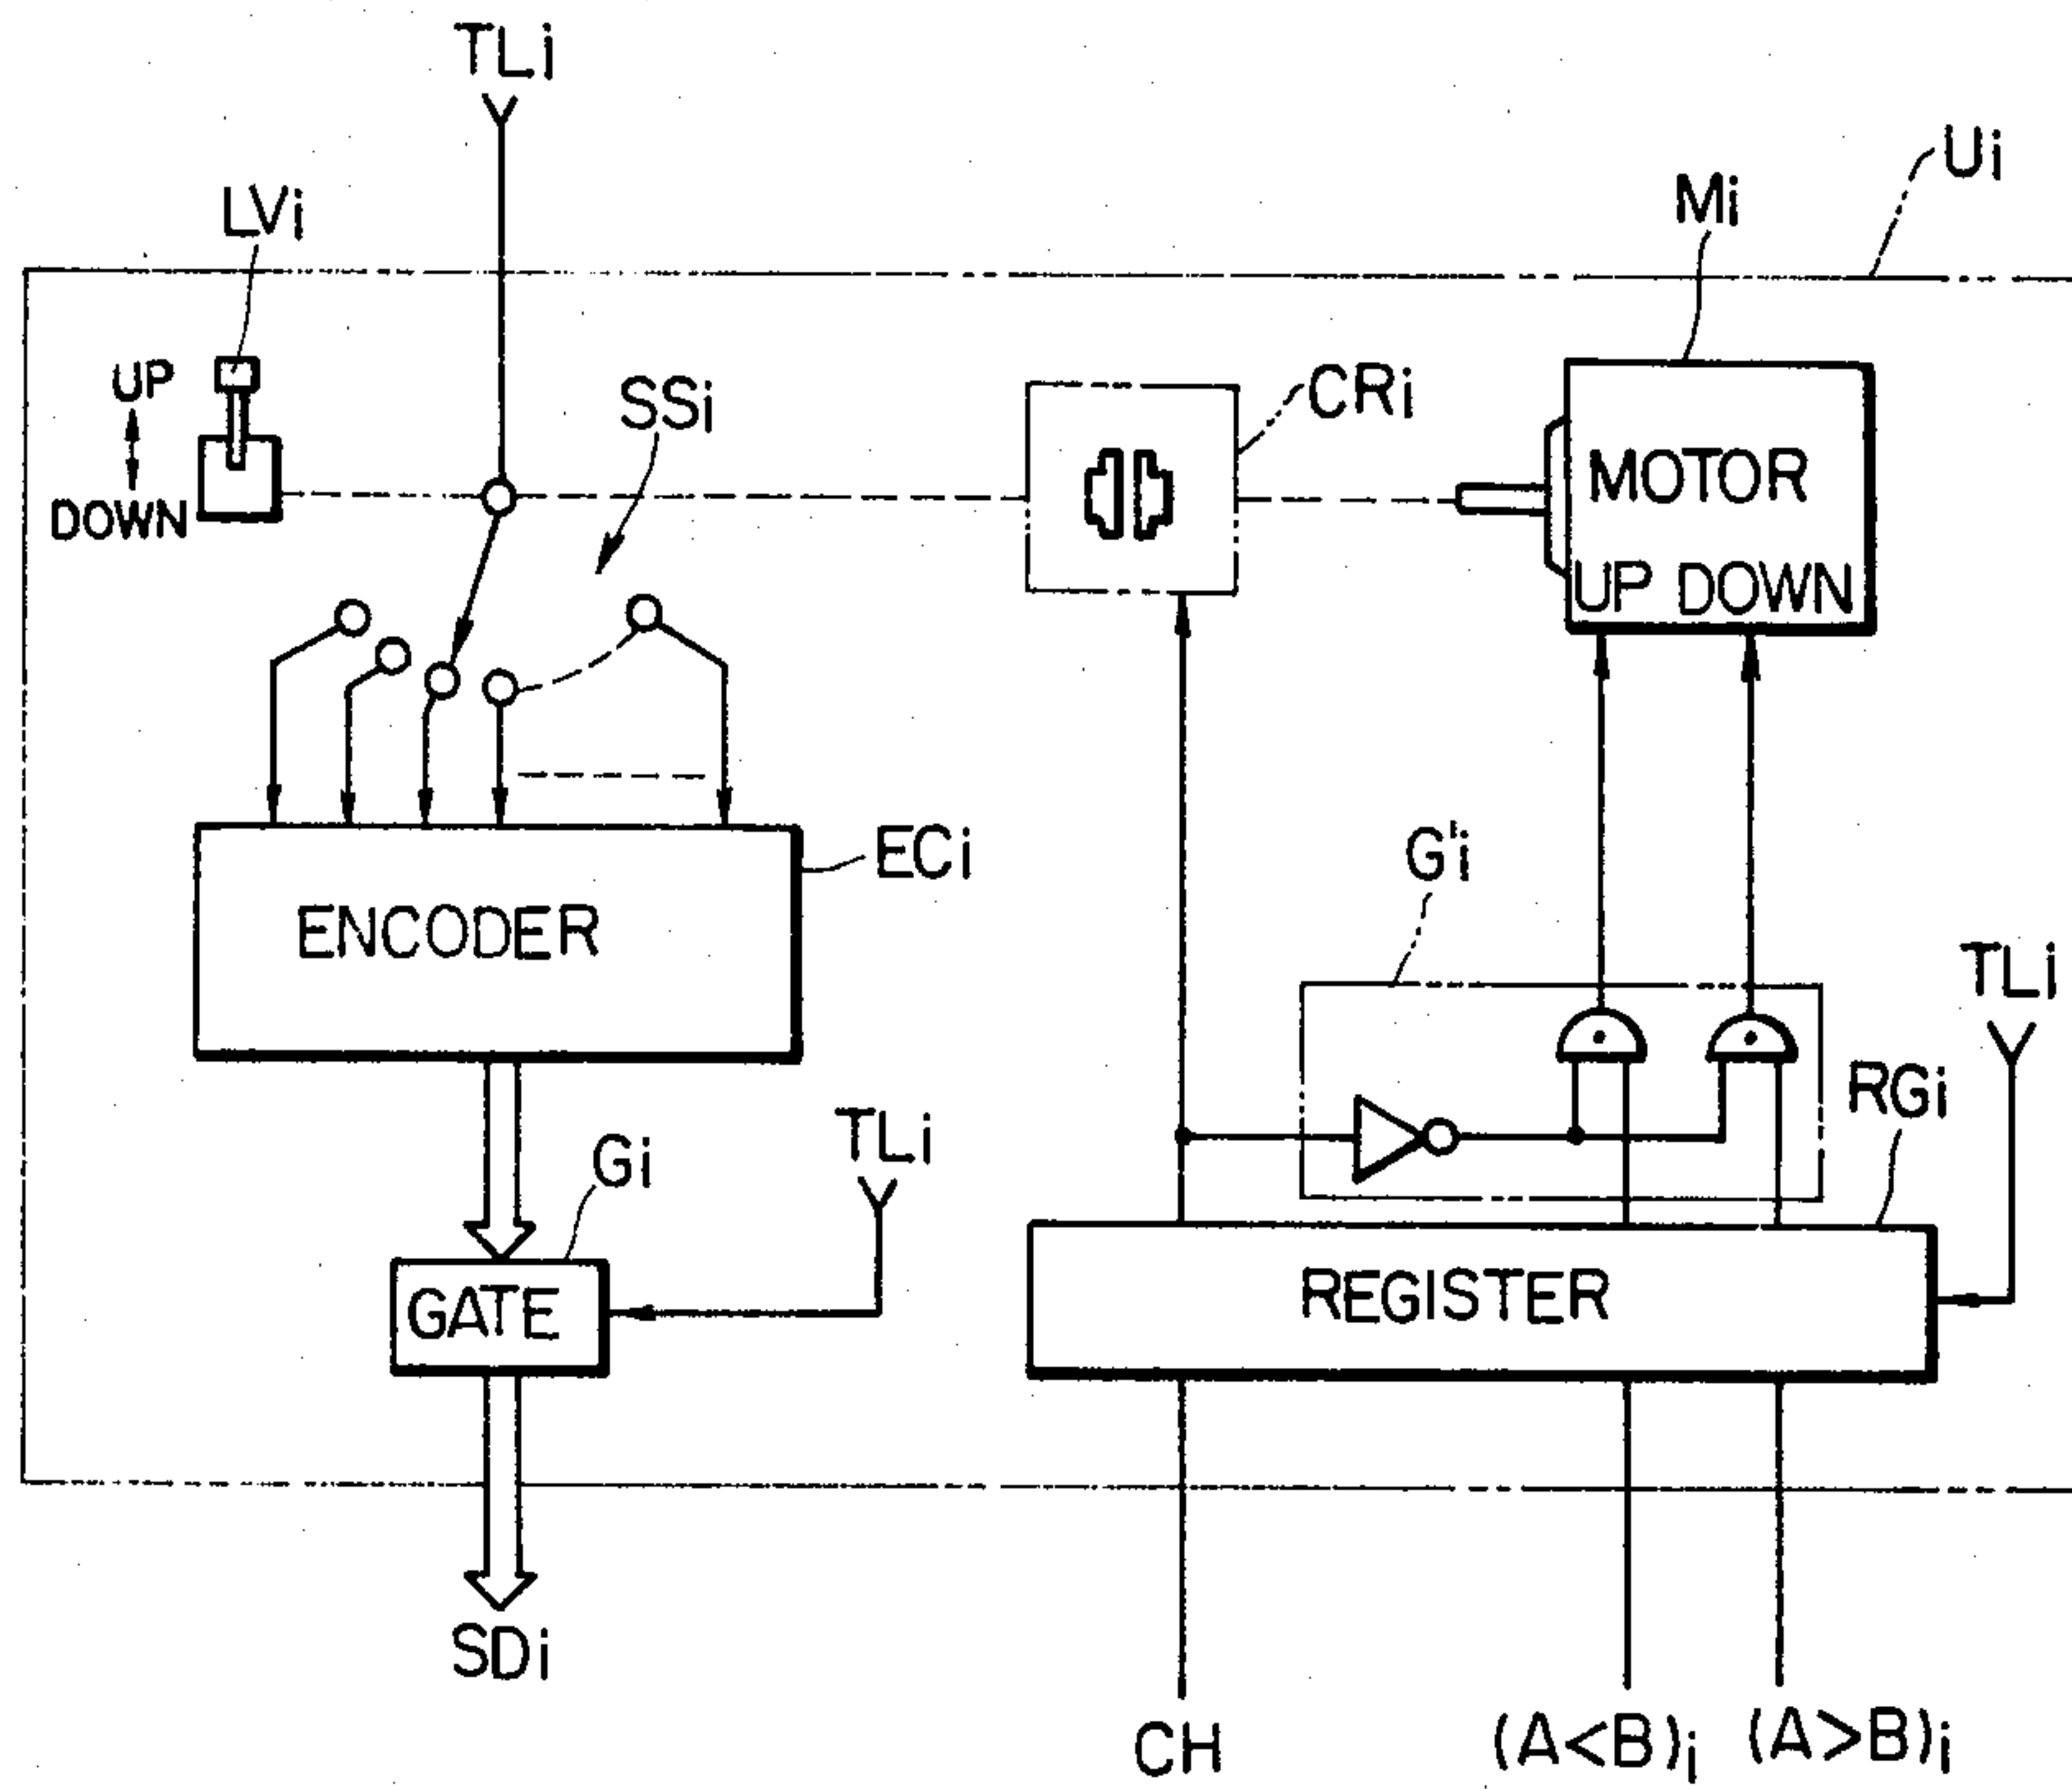 TLi
Ui
Mi
LVi
CRi
SSi
UP
DOWN
MOTOR
UP DOWN
ECi
G'i
ENCODER
TLi
RGi
TLi
Gi
REGISTER
GATE
SDi
CH
(A<B)i
(A>B)i